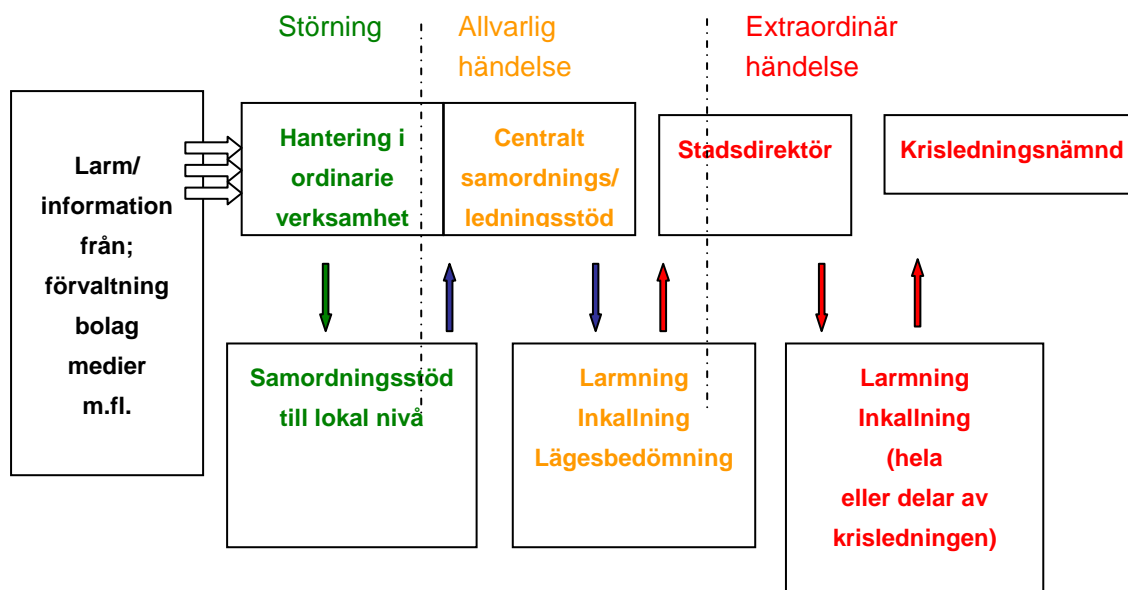 Störning
Allvarlig
händelse
Extraordinär
händelse
Larm/
information
från;
förvaltning
bolag
medier
m.fl.
Hantering i
ordinarie
verksamhet
Centralt
samordnings/
ledningsstöd
Stadsdirektör
Krisledningsnämnd
Samordningsstöd
till lokal nivå
Larmning
Inkallning
Lägesbedömning
Larmning
Inkallning
(hela
eller delar av
krisledningen)